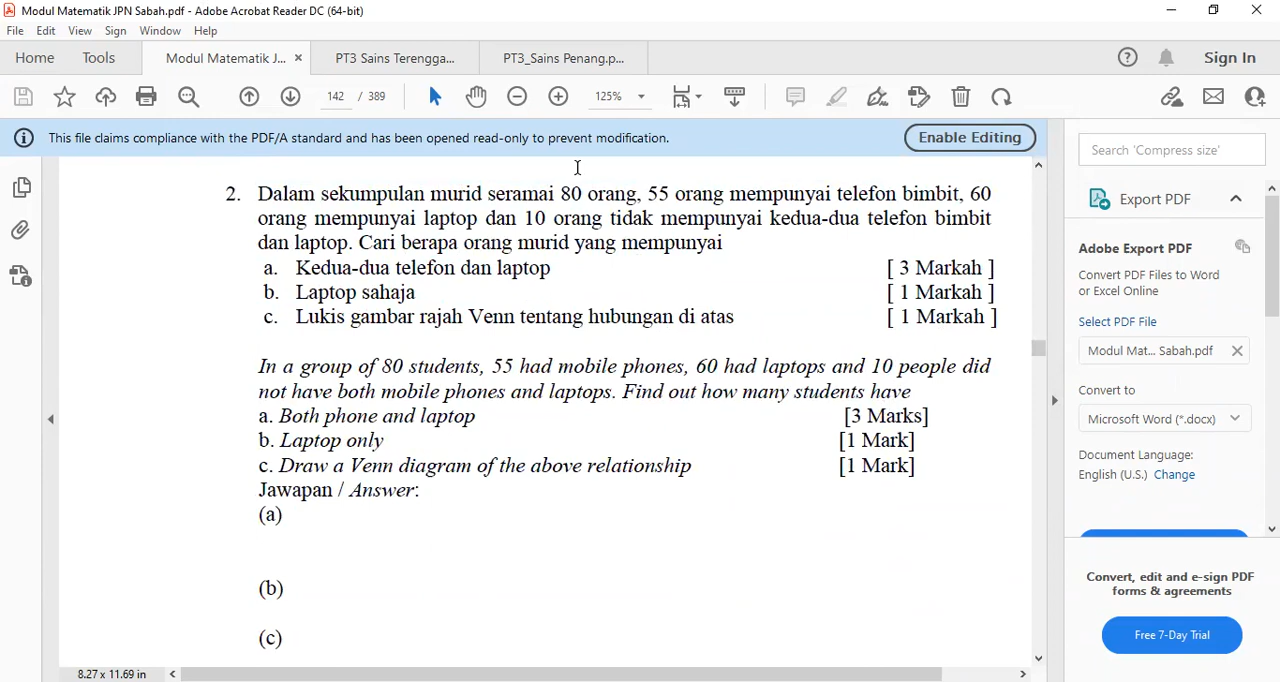 Modul Matematik JPN Sabah.pdf - Adobe Acrobat Reader DC (64-bit)
File Edit View Sign Window Help
Home Tools Modul Matematik J... × PT3 Sains Terengga... PT3_Sains Penang.p... Sign In
142 / 389 125%
This file claims compliance with the PDF/A standard and has been opened read-only to prevent modification. Enable Editing
2. Dalam sekumpulan murid seramai 80 orang, 55 orang mempunyai telefon bimbit, 60
orang mempunyai laptop dan 10 orang tidak mempunyai kedua-dua telefon bimbit
dan laptop. Cari berapa orang murid yang mempunyai
a. Kedua-dua telefon dan laptop [ 3 Markah ]
b. Laptop sahaja [ 1 Markah ]
c. Lukis gambar rajah Venn tentang hubungan di atas [ 1 Markah ]
In a group of 80 students, 55 had mobile phones, 60 had laptops and 10 people did
not have both mobile phones and laptops. Find out how many students have
a. Both phone and laptop [3 Marks]
b. Laptop only [1 Mark]
c. Draw a Venn diagram of the above relationship [1 Mark]
Jawapan / Answer:
(a)
(b)
(c)
8.27 x 11.69 in
Search 'Compress size'
Export PDF
Adobe Export PDF
Convert PDF Files to Word
or Excel Online
Select PDF File
Modul Mat... Sabah.pdf
Convert to
Microsoft Word (*.docx)
Document Language:
English (U.S.) Change
Convert, edit and e-sign PDF
forms & agreements
Free 7-Day Trial